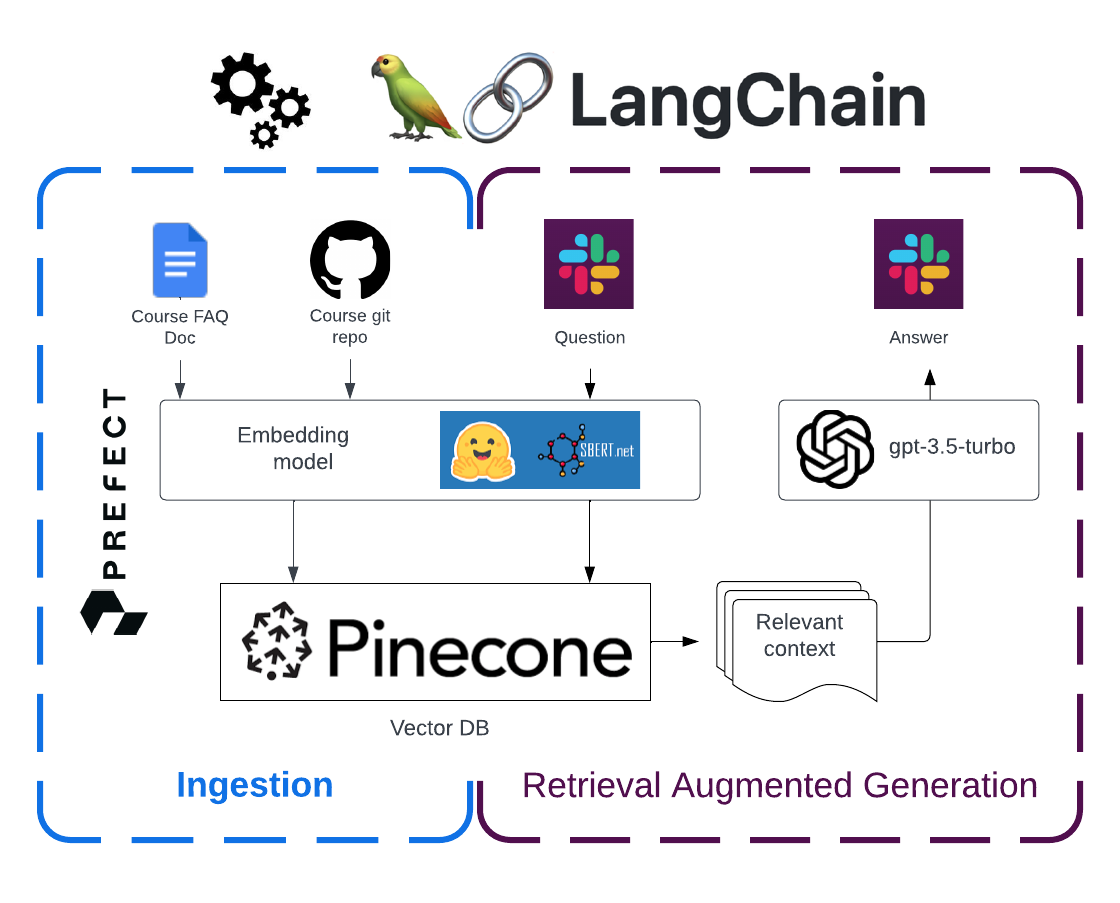 LangChain
Course FAQ
Doc
Course git
repo
Question
Answer
PREFECT
Embedding
model
SBERT.net
gpt-3.5-turbo
Pinecone
Relevant
context
Vector DB
Ingestion
Retrieval Augmented Generation